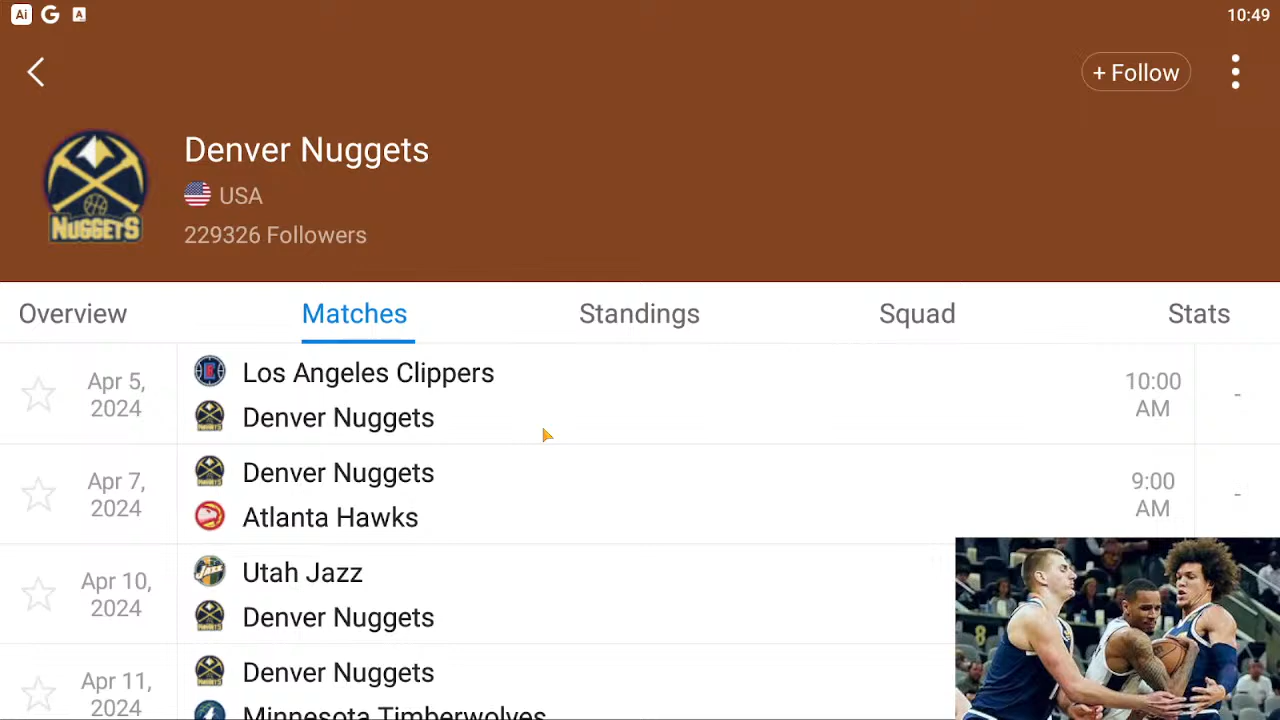 Ai G A 10:49
+ Follow
Denver Nuggets
USA
NUGGETS
229326 Followers
Overview Matches Standings Squad Stats
Apr 5, 2024 Los Angeles Clippers Denver Nuggets 10:00 AM -
Apr 7, 2024 Denver Nuggets Atlanta Hawks 9:00 AM -
Apr 10, 2024 Utah Jazz Denver Nuggets
Apr 11, 2024 Denver Nuggets Minnesota Timberwolves